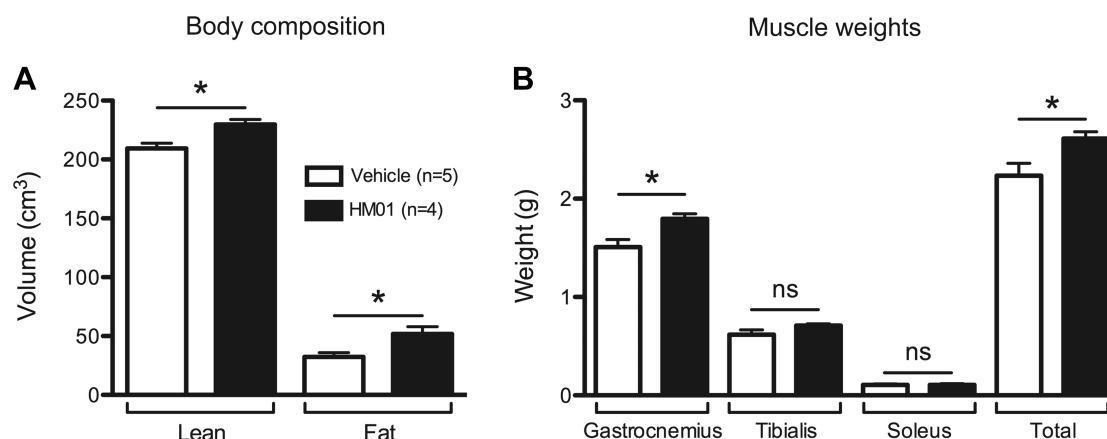 Body composition
Muscle weights
A
B
Volume (cm³)
250
200
150
100
50
0
*
*
Vehicle (n=5)
HM01 (n=4)
Lean
Fat
Weight (g)
3
2
1
0
*
ns
ns
*
Gastrocnemius
Tibialis
Soleus
Total